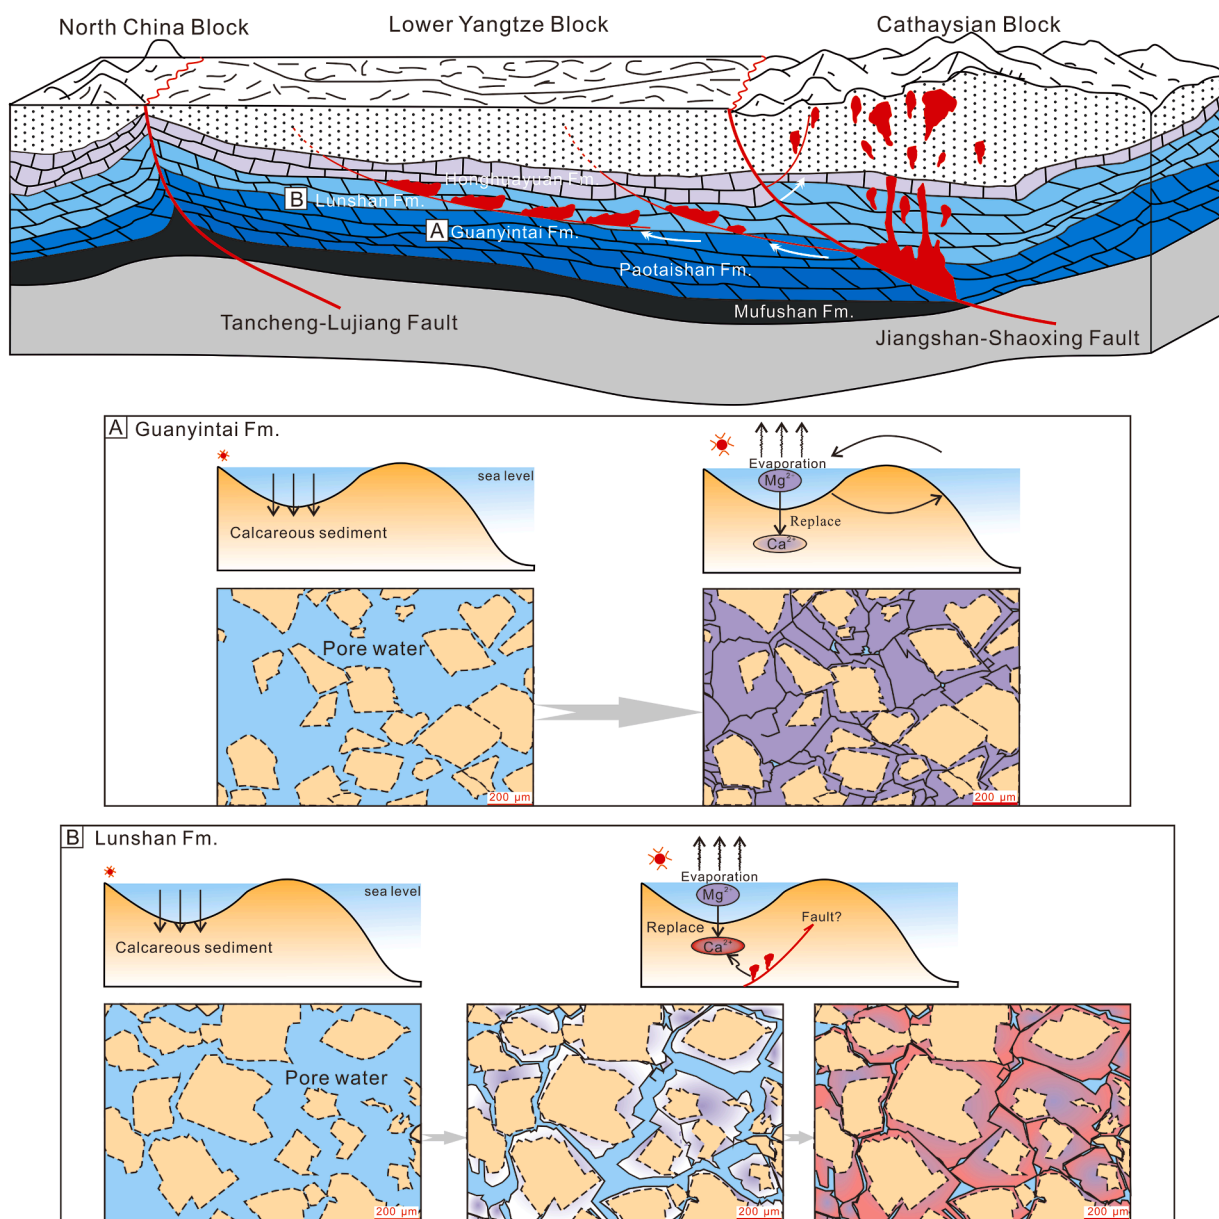 North China Block
Lower Yangtze Block
Cathaysian Block
Honghuayuan Fm.
B Lunshan Fm.
A Guanyintai Fm.
Paotaishan Fm.
Mufushan Fm.
Tancheng-Lujiang Fault
Jiangshan-Shaoxing Fault
A Guanyintai Fm.
sea level
Calcareous sediment
Evaporation
Mg²⁺
Replace
Ca²⁺
Pore water
200 μm
200 μm
B Lunshan Fm.
sea level
Calcareous sediment
Evaporation
Mg²⁺
Replace
Ca²⁺
Fault?
Pore water
200 μm
200 μm
200 μm